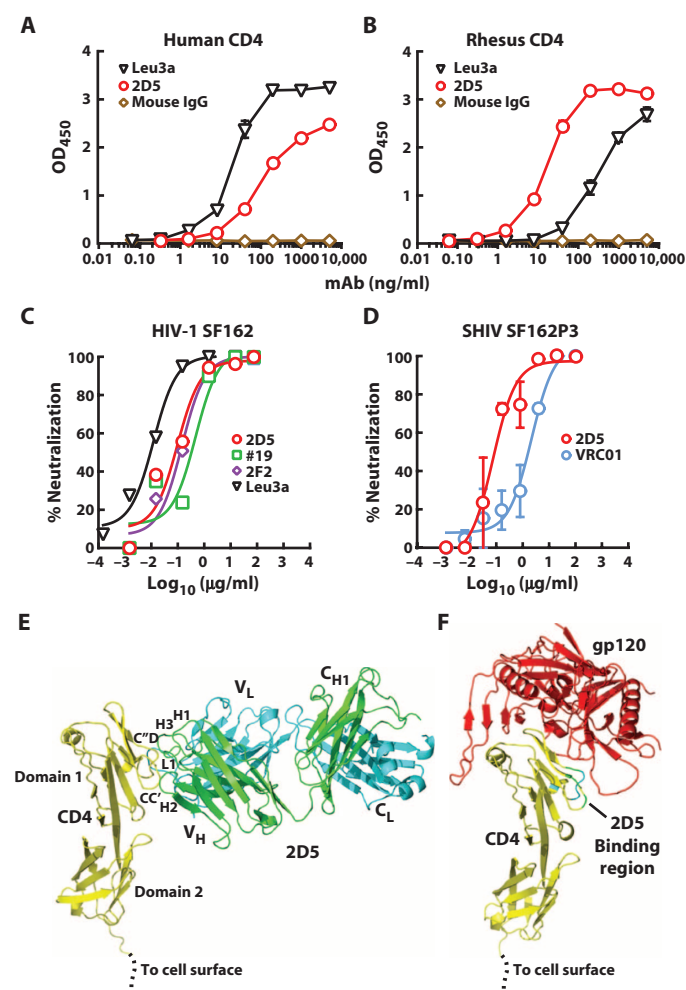 A
Human CD4
Leu3a
2D5
Mouse IgG
OD450
4
3
2
1
0
0.01
0.10
1
10
100
1000
10,000
B
Rhesus CD4
Leu3a
2D5
Mouse IgG
OD450
4
3
2
1
0
0.01
0.10
1
10
100
1000
10,000
mAb (ng/ml)
C
HIV-1 SF162
% Neutralization
100
80
60
40
20
0
2D5
#19
2F2
Leu3a
–4 –3 –2 –1 0 1 2 3 4
Log10 (μg/ml)
D
SHIV SF162P3
% Neutralization
100
80
60
40
20
0
2D5
VRC01
–4 –3 –2 –1 0 1 2 3 4
Log10 (μg/ml)
E
VL
CH1
H3 H1
C″D
L1
Domain 1
CC′
H2
CD4
VH
CL
2D5
Domain 2
To cell surface
F
gp120
CD4
2D5
Binding
region
To cell surface